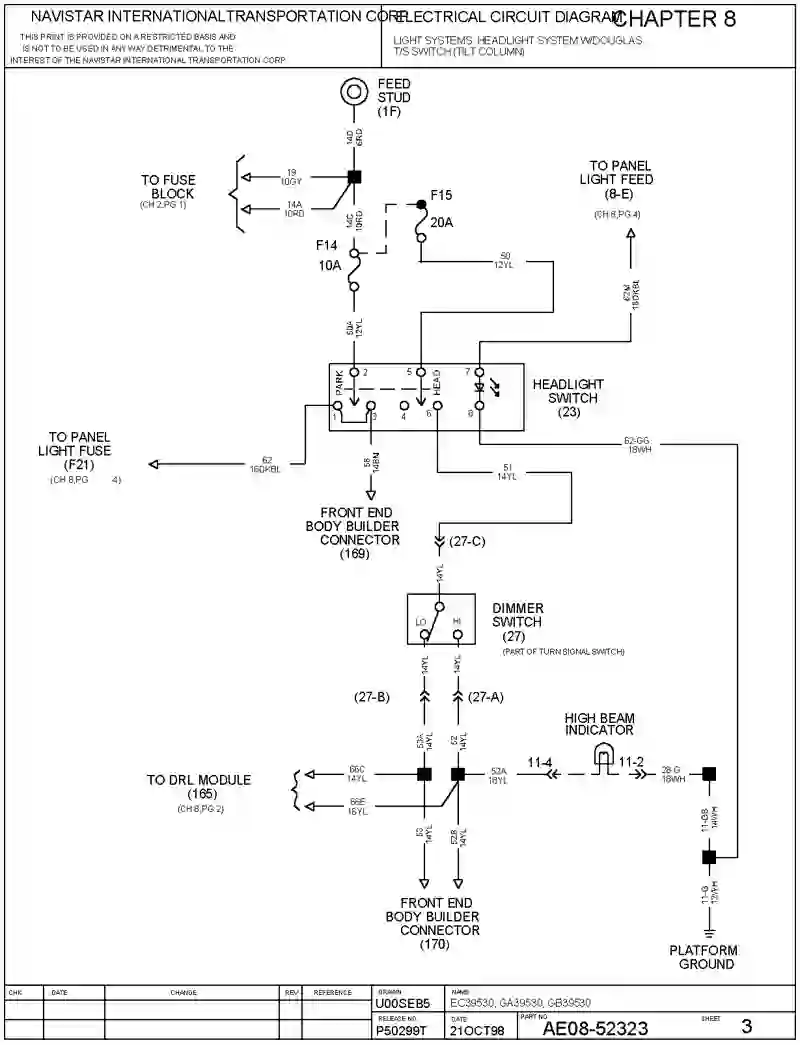 NAVISTAR INTERNATIONAL TRANSPORTATION CORP
THIS PRINT IS PROVIDED ON A RESTRICTED BASIS AND
IS NOT TO BE USED IN ANY WAY DETRIMENTAL TO THE
INTEREST OF THE NAVISTAR INTERNATIONAL TRANSPORTATION CORP
ELECTRICAL CIRCUIT DIAGRAM
CHAPTER 8
LIGHT SYSTEMS HEADLIGHT SYSTEM W/DOUGLAS
T/S SWITCH (TILT COLUMN)
FEED
STUD
(1F)
14D
6RD
19
10GY
14A
10RD
TO FUSE
BLOCK
(CH 2,PG 1)
14C
10RD
F15
20A
F14
10A
TO PANEL
LIGHT FEED
(8-E)
(CH 8,PG 4)
50
12YL
62M
18DKBL
50A
12YL
2
5
7
PARK
HEAD
1
3
4
6
8
HEADLIGHT
SWITCH
(23)
TO PANEL
LIGHT FUSE
(F21)
(CH 8,PG 4)
62
16DKBL
58
14BN
51
14YL
62-GG
18WH
FRONT END
BODY BUILDER
CONNECTOR
(169)
(27-C)
14YL
LO
HI
DIMMER
SWITCH
(27)
(PART OF TURN SIGNAL SWITCH)
14YL
14YL
(27-B)
(27-A)
53A
14YL
52
14YL
HIGH BEAM
INDICATOR
11-4
11-2
TO DRL MODULE
(165)
(CH 8,PG 2)
66C
14YL
66E
16YL
52A
18YL
28-G
18WH
53
14YL
52B
14YL
11-GB
14WH
11-G
12WH
FRONT END
BODY BUILDER
CONNECTOR
(170)
PLATFORM
GROUND
CHK
DATE
CHANGE
REV
REFERENCE
DRAWN
U00SEB5
NAME
EC39530, GA39530, GB39530
RELEASE NO.
P50299T
DATE
21OCT98
PART NO
AE08-52323
SHEET
3